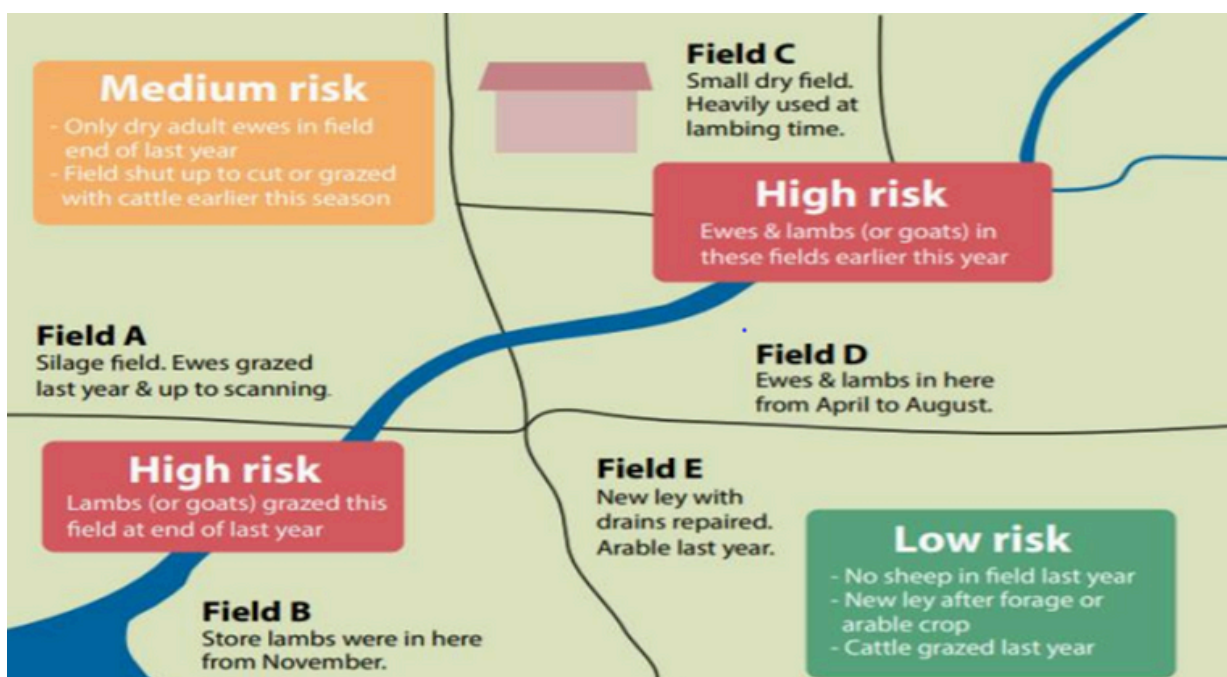 Medium risk
- Only dry adult ewes in field
end of last year
- Field shut up to cut or grazed
with cattle earlier this season
Field C
Small dry field.
Heavily used at
lambing time.
High risk
Ewes & lambs (or goats) in
these fields earlier this year
Field A
Silage field. Ewes grazed
last year & up to scanning.
Field D
Ewes & lambs in here
from April to August.
High risk
Lambs (or goats) grazed this
field at end of last year
Field E
New ley with
drains repaired.
Arable last year.
Low risk
- No sheep in field last year
- New ley after forage or
arable crop
- Cattle grazed last year
Field B
Store lambs were in here
from November.